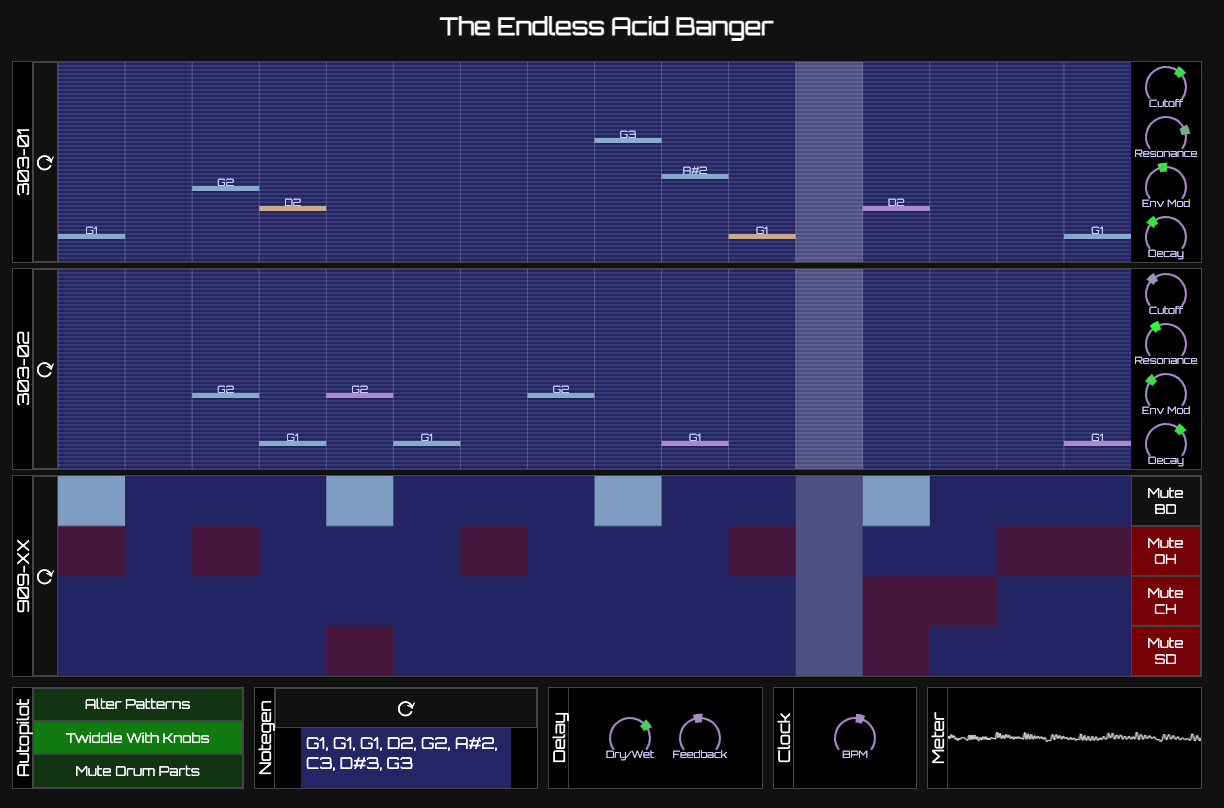 The Endless Acid Banger
303-01
G1
G2
D2
G3
A#2
G1
D2
G1
Cutoff
Resonance
Env Mod
Decay
303-02
G2
G1
G2
G1
G2
G1
G1
Cutoff
Resonance
Env Mod
Decay
909-XX
Mute
BD
Mute
OH
Mute
CH
Mute
SD
Autopilot
Alter Patterns
Twiddle With Knobs
Mute Drum Parts
Notegen
G1, G1, G1, D2, G2, A#2,
C3, D#3, G3
Delay
Dry/Wet
Feedback
Clock
BPM
Meter